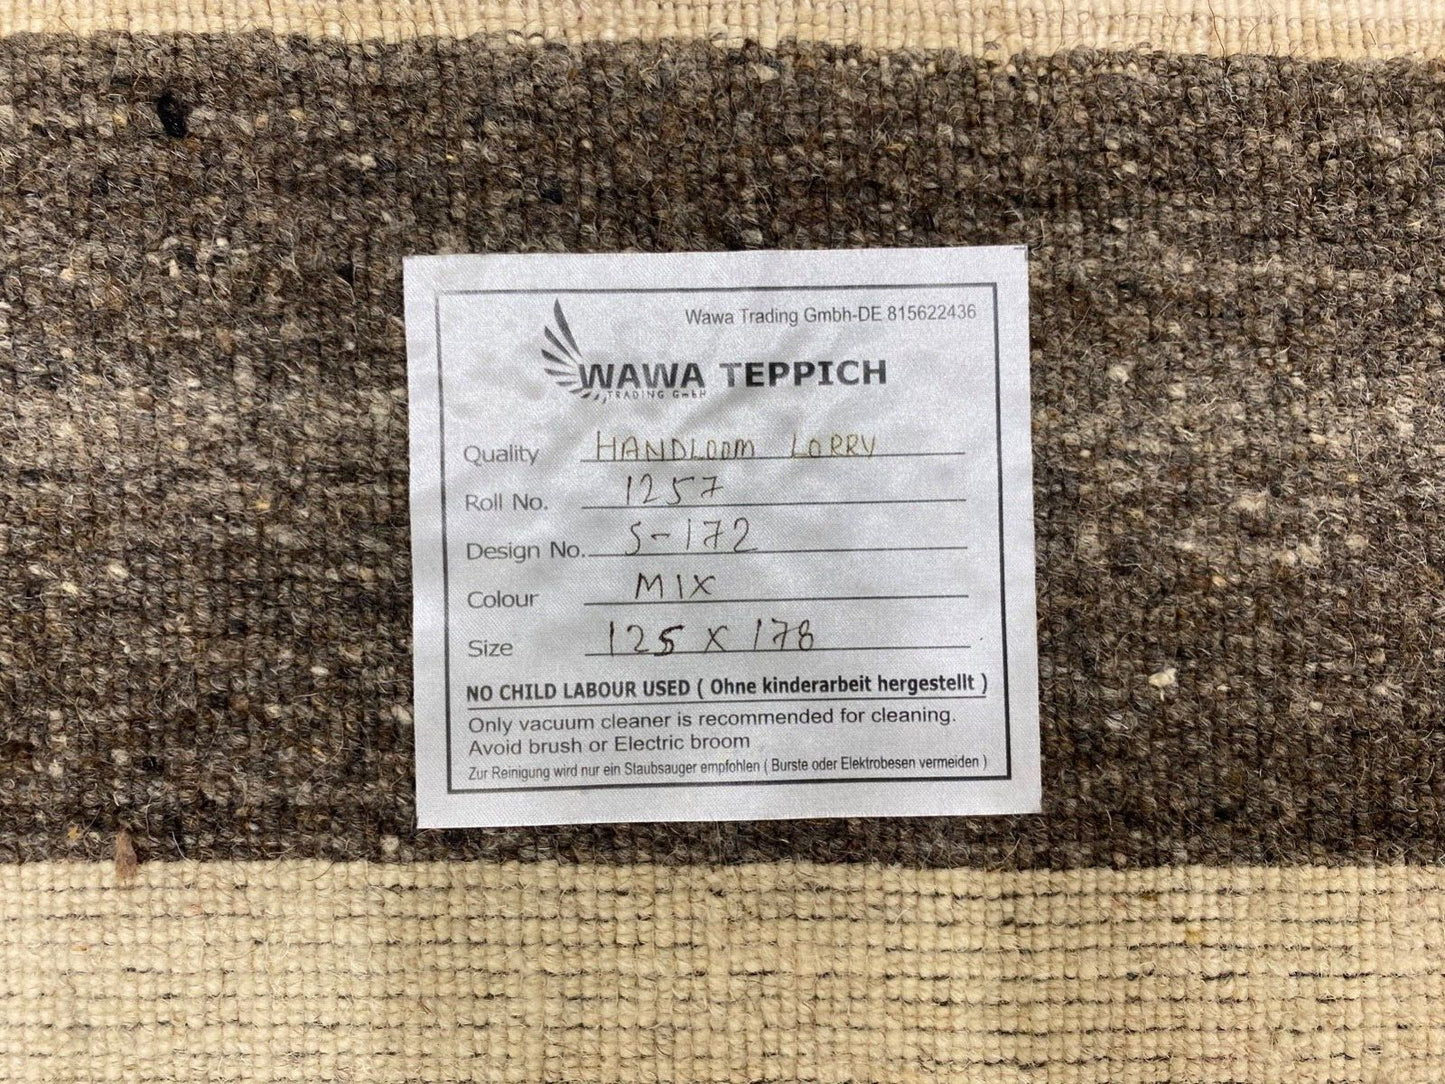 Wawa Trading Gmbh-DE 815622436
WAWA TEPPICH
TRADING GmbH
Quality HANDLOOM LORRY
Roll No. 1257
Design No. S-172
Colour MIX
Size 125 X 178
NO CHILD LABOUR USED ( Ohne kinderarbeit hergestellt )
Only vacuum cleaner is recommended for cleaning.
Avoid brush or Electric broom
Zur Reinigung wird nur ein Staubsauger empfohlen ( Burste oder Elektrobesen vermeiden )